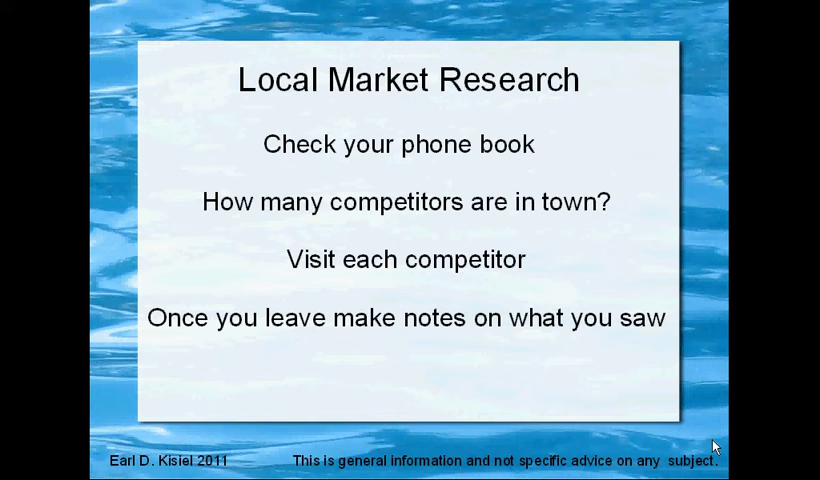 Local Market Research
Check your phone book
How many competitors are in town?
Visit each competitor
Once you leave make notes on what you saw
Earl D. Kisiel 2011
This is general information and not specific advice on any subject.